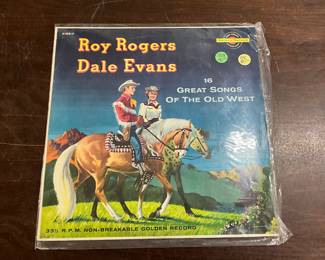 Roy Rogers
Dale Evans
16
GREAT SONGS
OF THE OLD WEST
33⅓ R.P.M. NON-BREAKABLE GOLDEN RECORD